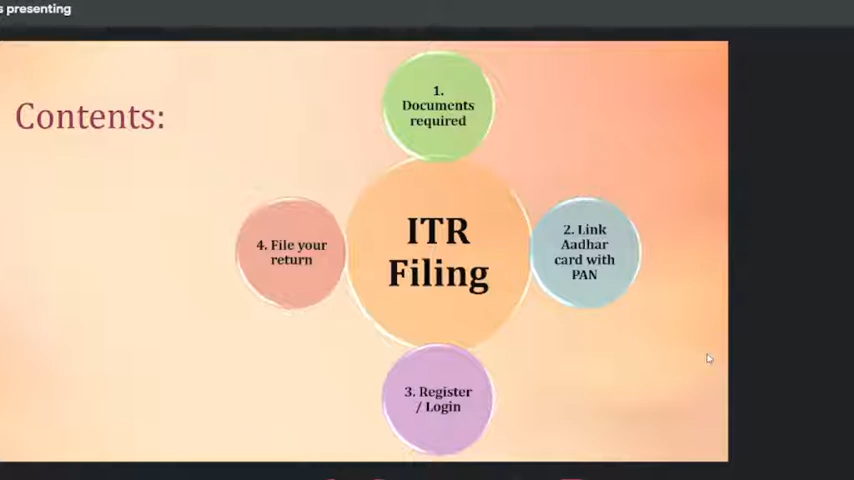 s presenting
Contents:
1.
Documents
required
ITR
Filing
2. Link
Aadhar
card with
PAN
3. Register
/ Login
4. File your
return